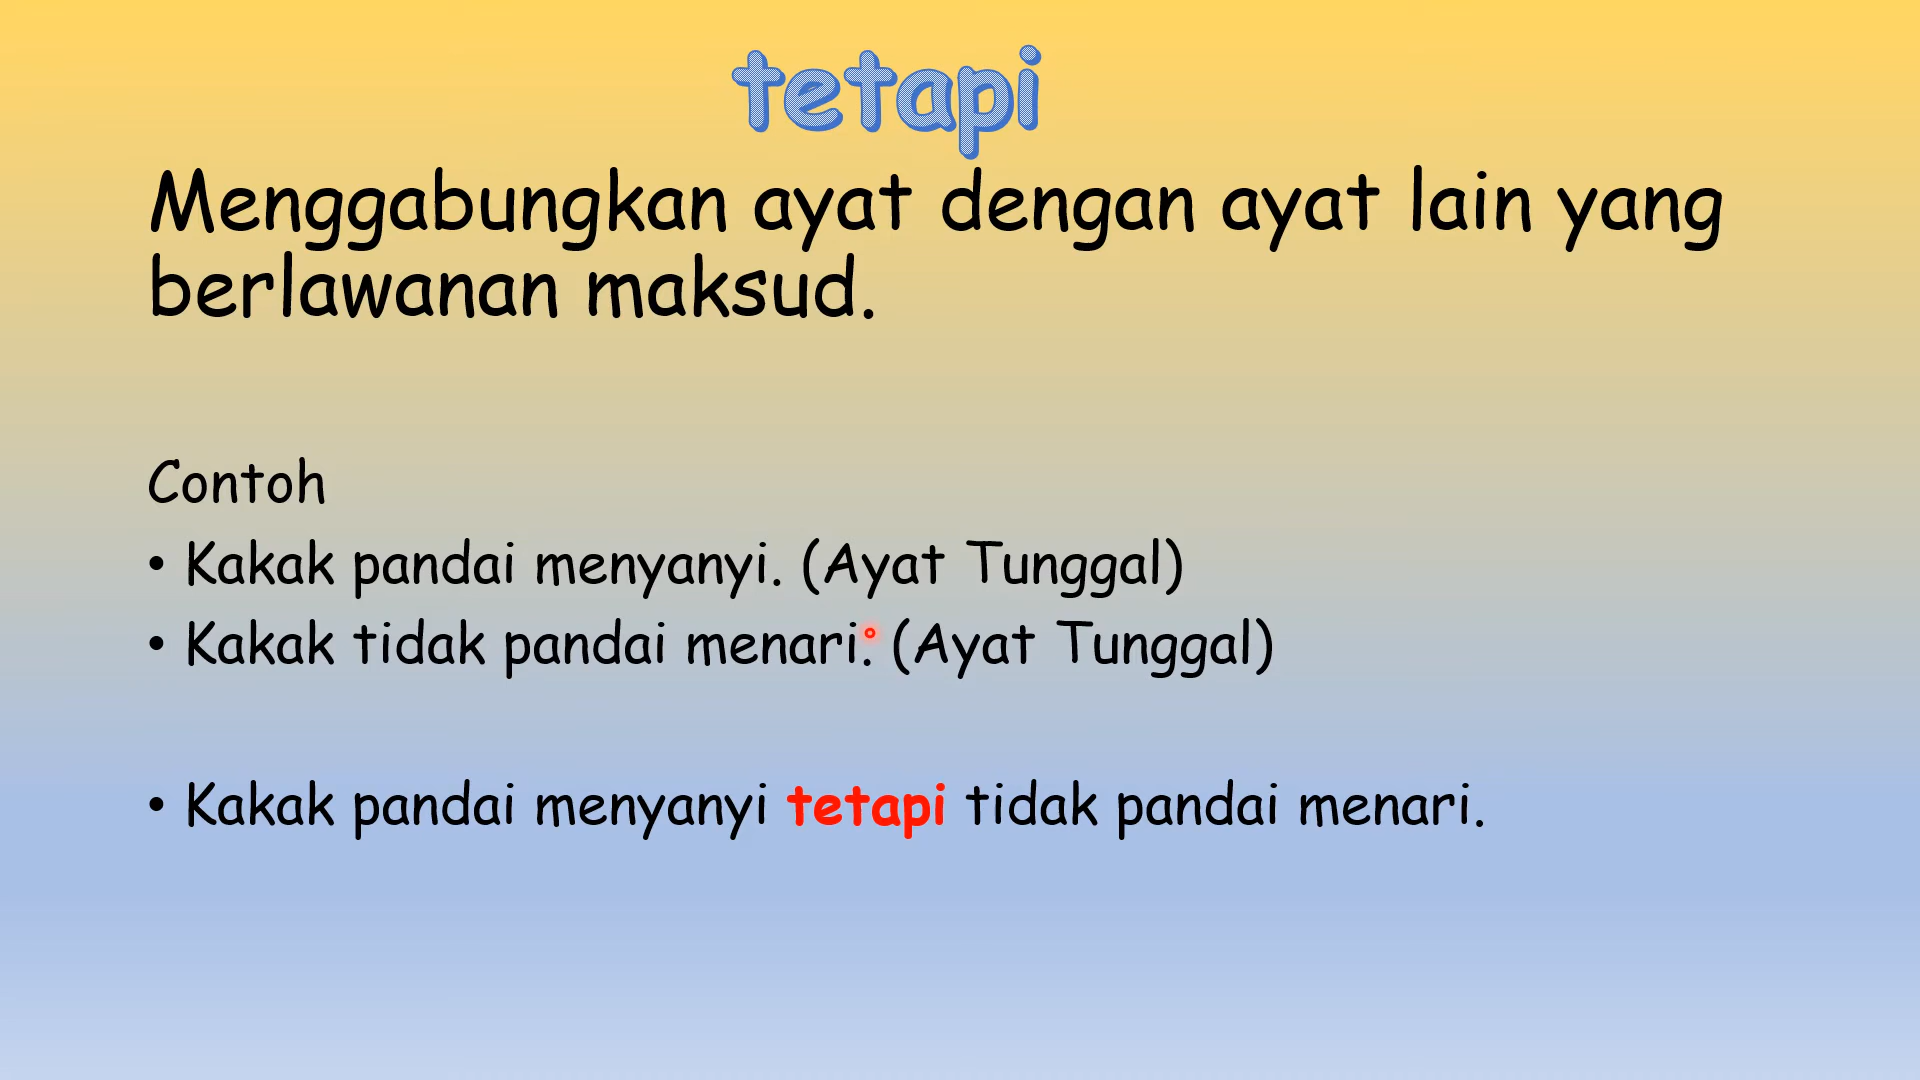 tetapi
Menggabungkan ayat dengan ayat lain yang
berlawanan maksud.
Contoh
• Kakak pandai menyanyi. (Ayat Tunggal)
• Kakak tidak pandai menari. (Ayat Tunggal)
• Kakak pandai menyanyi tetapi tidak pandai menari.